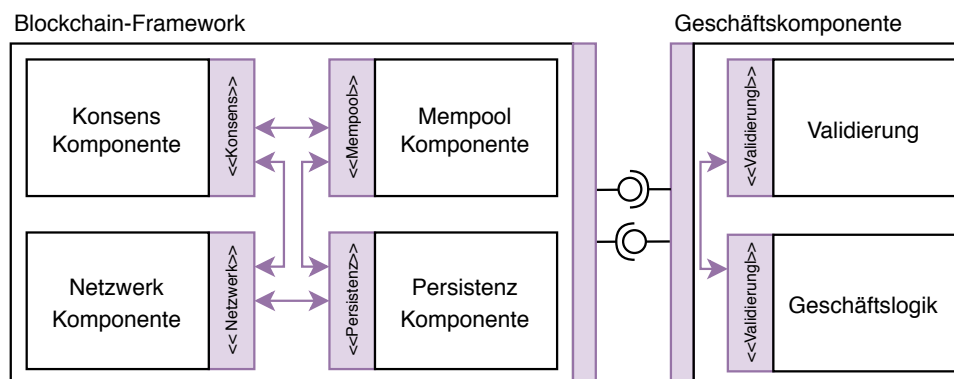 Blockchain-Framework
Geschäftskomponente
Konsens
Komponente
<<Konsens>>
<<Mempool>>
Mempool
Komponente
<<Validierung>>
Validierung
Netzwerk
Komponente
<< Netzwerk>>
<<Persistenz>>
Persistenz
Komponente
<<Validierung>>
Geschäftslogik